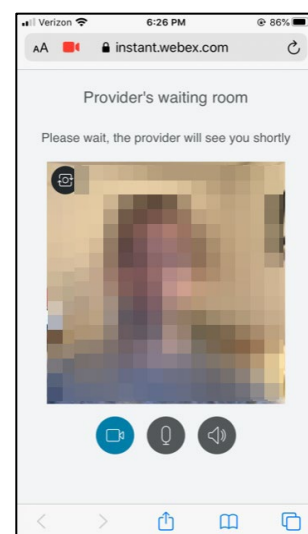 Verizon 6:26 PM 86%
AA instant.webex.com
Provider's waiting room
Please wait, the provider will see you shortly